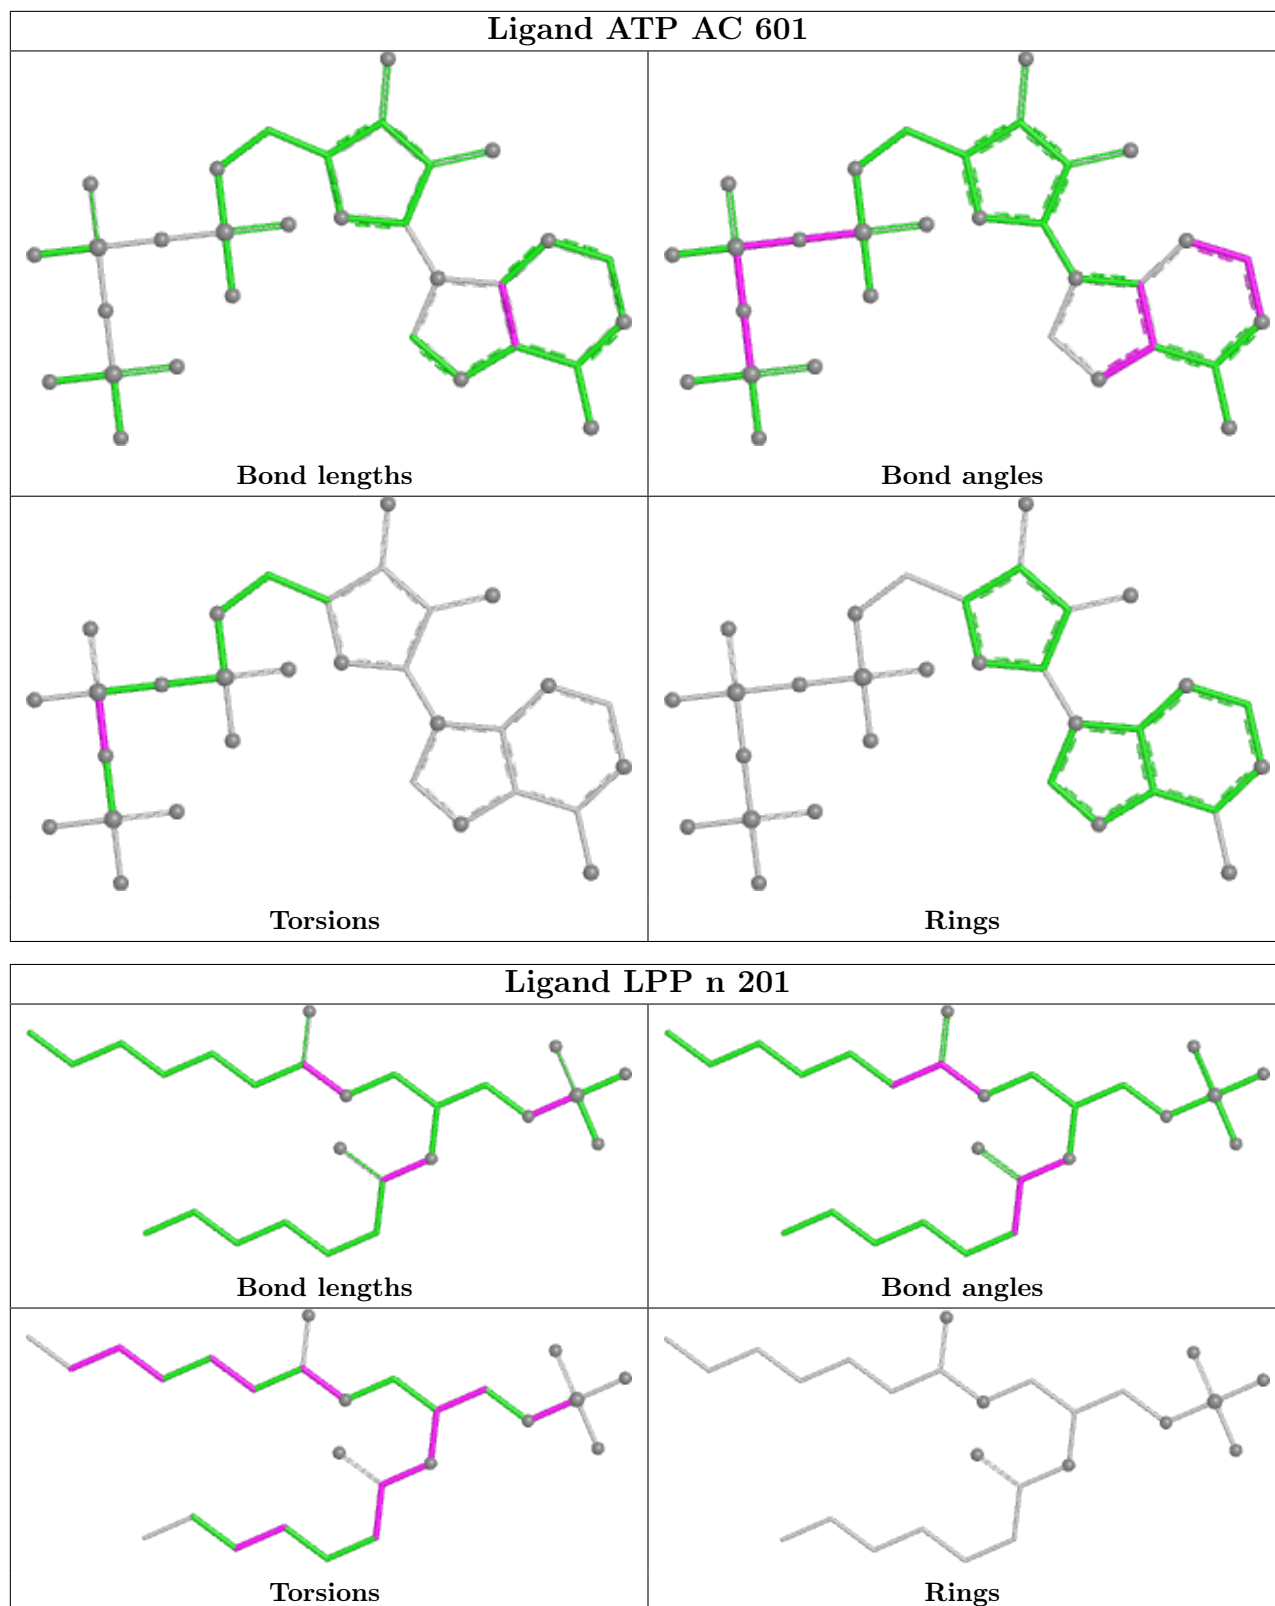 Ligand ATP AC 601
Bond lengths
Bond angles
Torsions
Rings
Ligand LPP n 201
Bond lengths
Bond angles
Torsions
Rings